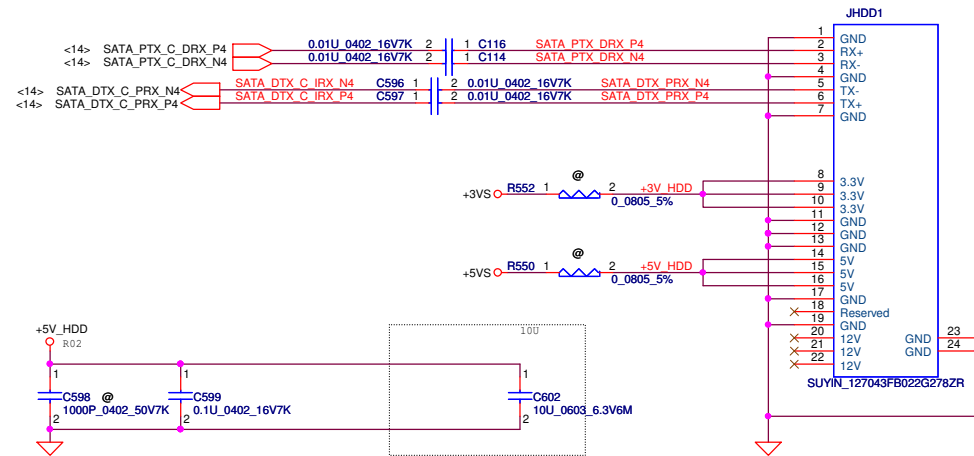 JHDD1
1 GND
<14> SATA_PTX_C_DRX_P4 0.01U_0402_16V7K 2 1 C116 SATA_PTX_DRX_P4 2 RX+
<14> SATA_PTX_C_DRX_N4 0.01U_0402_16V7K 2 1 C114 SATA_PTX_DRX_N4 3 RX-
4 GND
<14> SATA_DTX_C_PRX_N4 SATA_DTX_C_IRX_N4 C596 1 2 0.01U_0402_16V7K SATA_DTX_PRX_N4 5 TX-
<14> SATA_DTX_C_PRX_P4 SATA_DTX_C_IRX_P4 C597 1 2 0.01U_0402_16V7K SATA_DTX_PRX_P4 6 TX+
7 GND
@
8 3.3V
+3VS R552 1 2 +3V_HDD 9 3.3V
0_0805_5%
10 3.3V
11 GND
12 GND
13 GND
@
14 5V
+5VS R550 1 2 +5V_HDD 15 5V
0_0805_5%
16 5V
17 GND
18 Reserved
19 GND
20 12V GND 23
21 12V GND 24
22 12V
SUYIN_127043FB022G278ZR
+5V_HDD
R02
10U
1 1 1
C598 @ C599 C602
1000P_0402_50V7K 0.1U_0402_16V7K 10U_0603_6.3V6M
2 2 2